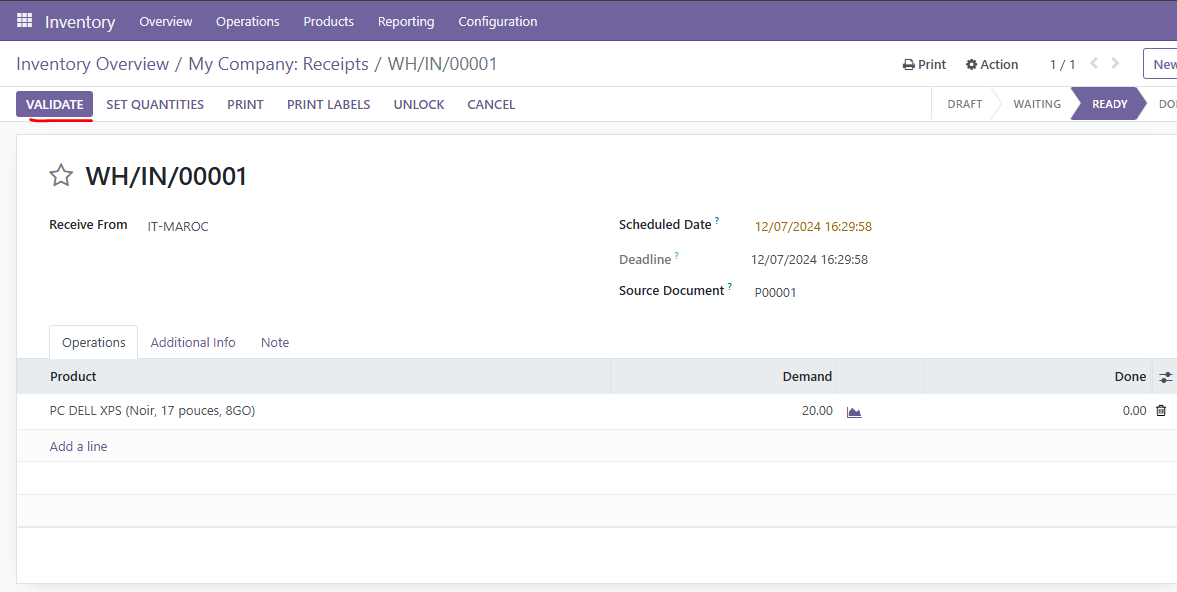 Inventory Overview Operations Products Reporting Configuration
Inventory Overview / My Company: Receipts / WH/IN/00001 Print Action 1 / 1 New
VALIDATE SET QUANTITIES PRINT PRINT LABELS UNLOCK CANCEL DRAFT WAITING READY
WH/IN/00001
Receive From IT-MAROC Scheduled Date ? 12/07/2024 16:29:58
Deadline ? 12/07/2024 16:29:58
Source Document ? P00001
Operations Additional Info Note
Product Demand Done
PC DELL XPS (Noir, 17 pouces, 8GO) 20.00 0.00
Add a line